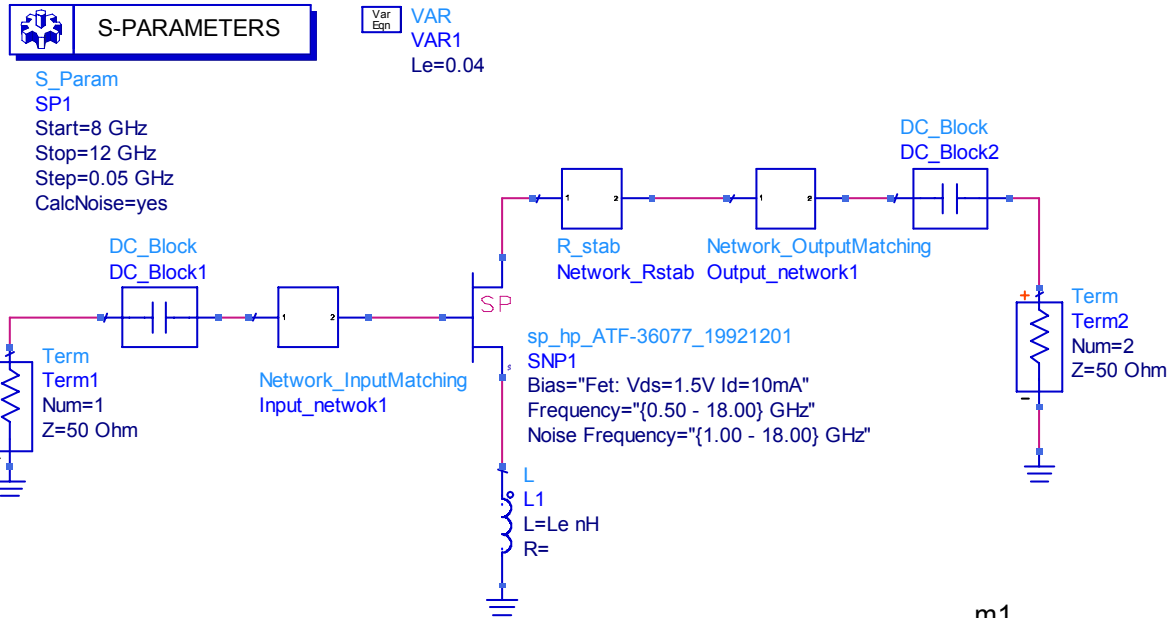 S-PARAMETERS
S_Param
SP1
Start=8 GHz
Stop=12 GHz
Step=0.05 GHz
CalcNoise=yes
Var
Eqn
VAR
VAR1
Le=0.04
DC_Block
DC_Block1
Term
Term1
Num=1
Z=50 Ohm
1 2
Network_InputMatching
Input_netwok1
SP
s
1 2
R_stab
Network_Rstab
1 2
Network_OutputMatching
Output_network1
DC_Block
DC_Block2
+
Term
Term2
Num=2
Z=50 Ohm
-
sp_hp_ATF-36077_19921201
SNP1
Bias="Fet: Vds=1.5V Id=10mA"
Frequency="{0.50 - 18.00} GHz"
Noise Frequency="{1.00 - 18.00} GHz"
L
L1
L=Le nH
R=
m1